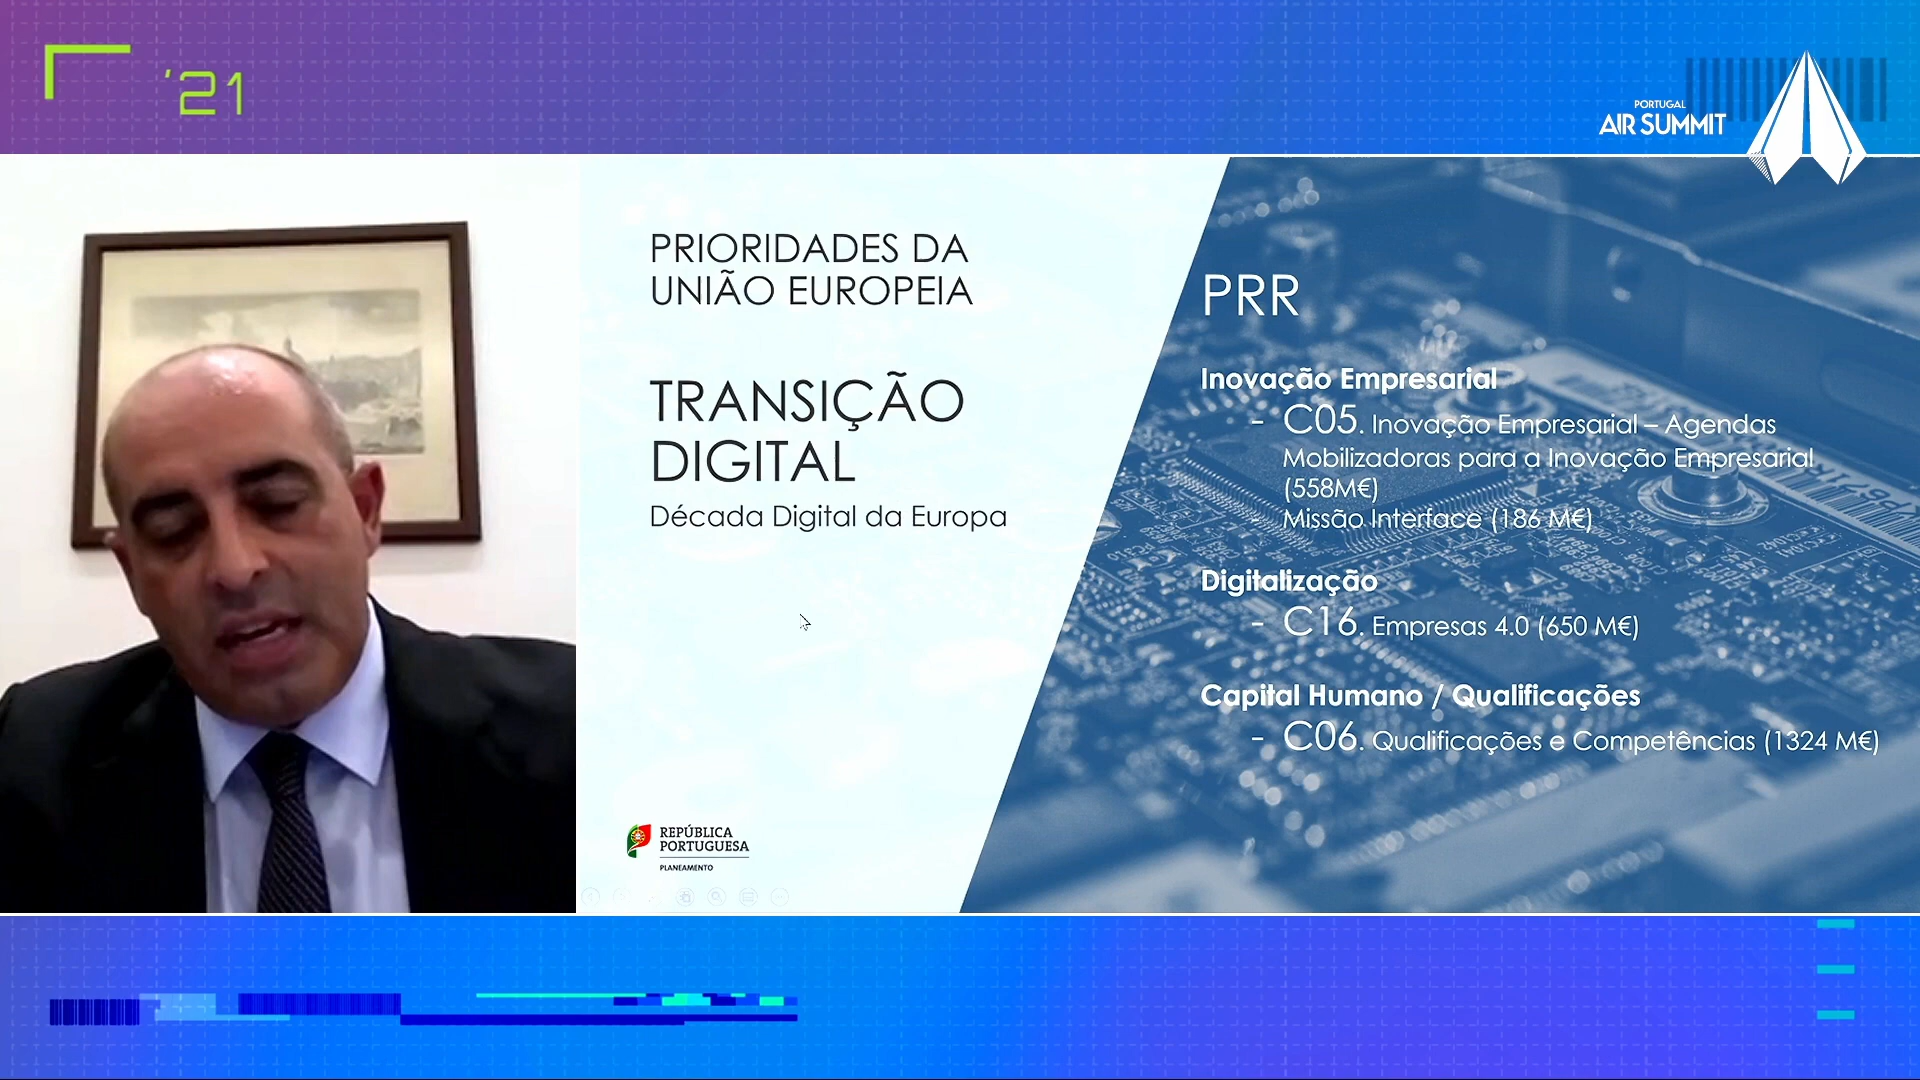 '21
PORTUGAL
AIR SUMMIT
PRIORIDADES DA
UNIÃO EUROPEIA
TRANSIÇÃO
DIGITAL
Década Digital da Europa
REPÚBLICA
PORTUGUESA
PLANEAMENTO
PRR
Inovação Empresarial
- C05. Inovação Empresarial – Agendas
Mobilizadoras para a Inovação Empresarial
(558M€)
- Missão Interface (186 M€)
Digitalização
- C16. Empresas 4.0 (650 M€)
Capital Humano / Qualificações
- C06. Qualificações e Competências (1324 M€)